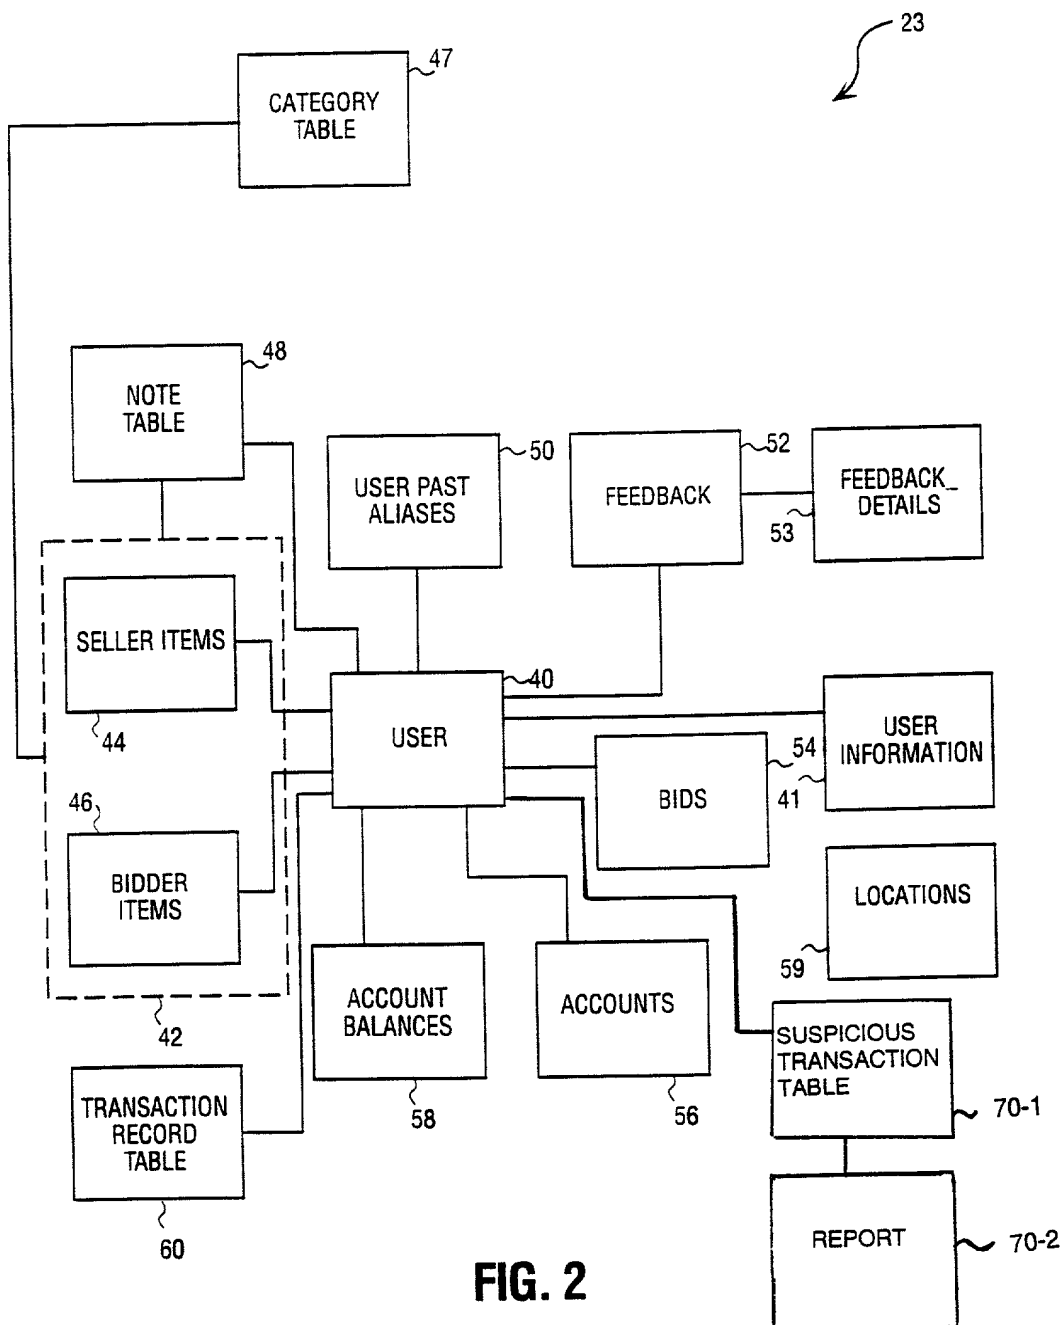 23
47
CATEGORY
TABLE
48
NOTE
TABLE
50
USER PAST
ALIASES
52
FEEDBACK
FEEDBACK_
DETAILS
53
SELLER ITEMS
44
40
USER
USER
INFORMATION
41
54
BIDS
46
BIDDER
ITEMS
42
LOCATIONS
59
ACCOUNT
BALANCES
58
ACCOUNTS
56
SUSPICIOUS
TRANSACTION
TABLE
70-1
TRANSACTION
RECORD
TABLE
60
REPORT
70-2
FIG. 2